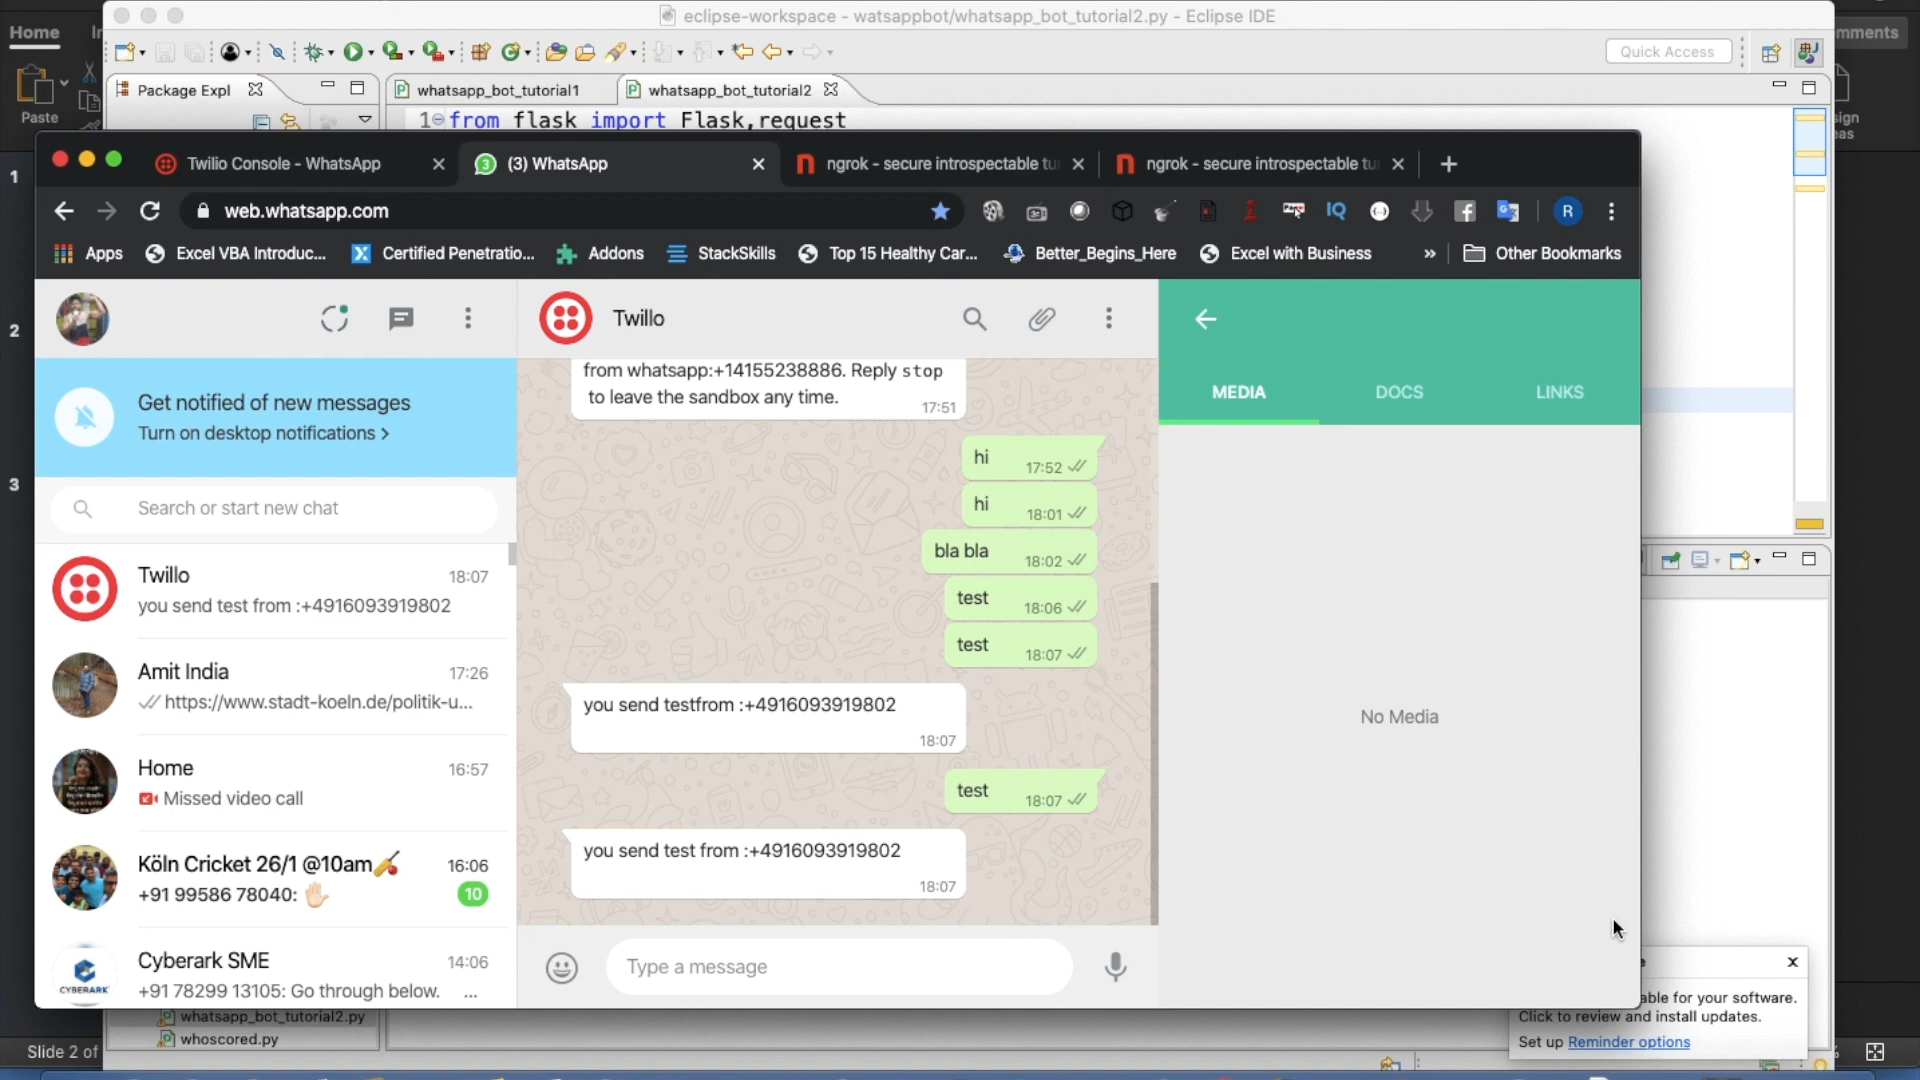 Home
Paste
1
2
3
Slide 2 of
mments
sign
eas
eclipse-workspace - watsappbot/whatsapp_bot_tutorial2.py - Eclipse IDE
Quick Access
Package Expl
whatsapp_bot_tutorial1
whatsapp_bot_tutorial2
1 from flask import Flask,request
Twilio Console - WhatsApp
(3) WhatsApp
ngrok - secure introspectable tu
ngrok - secure introspectable tu
web.whatsapp.com
IQ
R
Apps
Excel VBA Introduc...
Certified Penetratio...
Addons
StackSkills
Top 15 Healthy Car...
Better_Begins_Here
Excel with Business
»
Other Bookmarks
Get notified of new messages
Turn on desktop notifications >
Search or start new chat
Twillo
18:07
you send test from :+4916093919802
Amit India
17:26
https://www.stadt-koeln.de/politik-u...
Home
16:57
Missed video call
Köln Cricket 26/1 @10am🏏
16:06
+91 99586 78040: 🖐🏻
10
Cyberark SME
14:06
+91 78299 13105: Go through below. ...
CYBERARK
Twillo
from whatsapp:+14155238886. Reply stop
to leave the sandbox any time.
17:51
hi
17:52
hi
18:01
bla bla
18:02
test
18:06
test
18:07
you send testfrom :+4916093919802
18:07
test
18:07
you send test from :+4916093919802
18:07
Type a message
MEDIA
DOCS
LINKS
No Media
whatsapp_bot_tutorial2.py
whoscored.py
able for your software.
Click to review and install updates.
Set up Reminder options